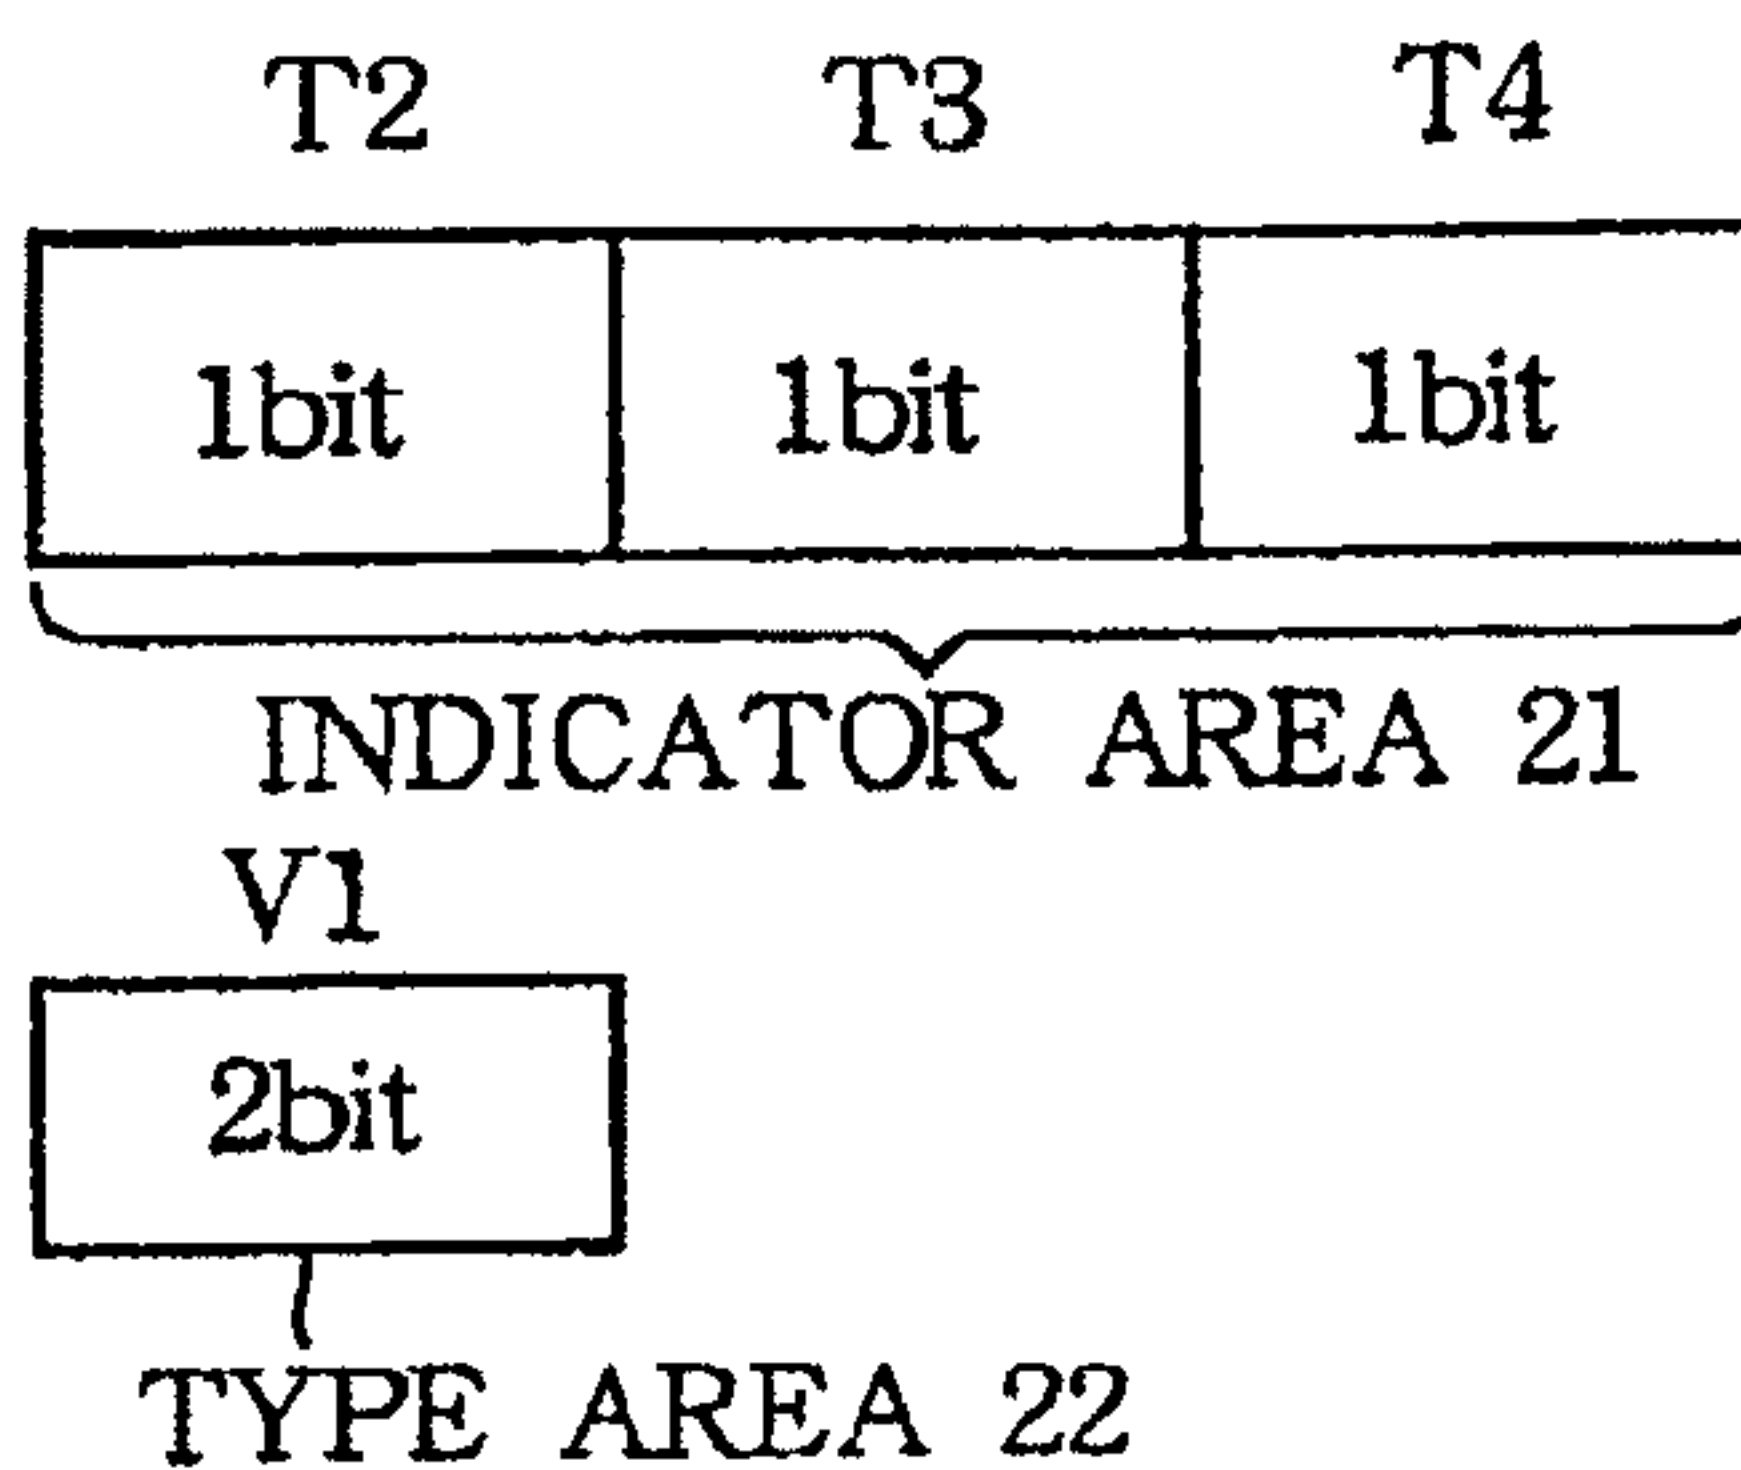 T2 T3 T4
1bit 1bit 1bit
INDICATOR AREA 21
V1
2bit
TYPE AREA 22